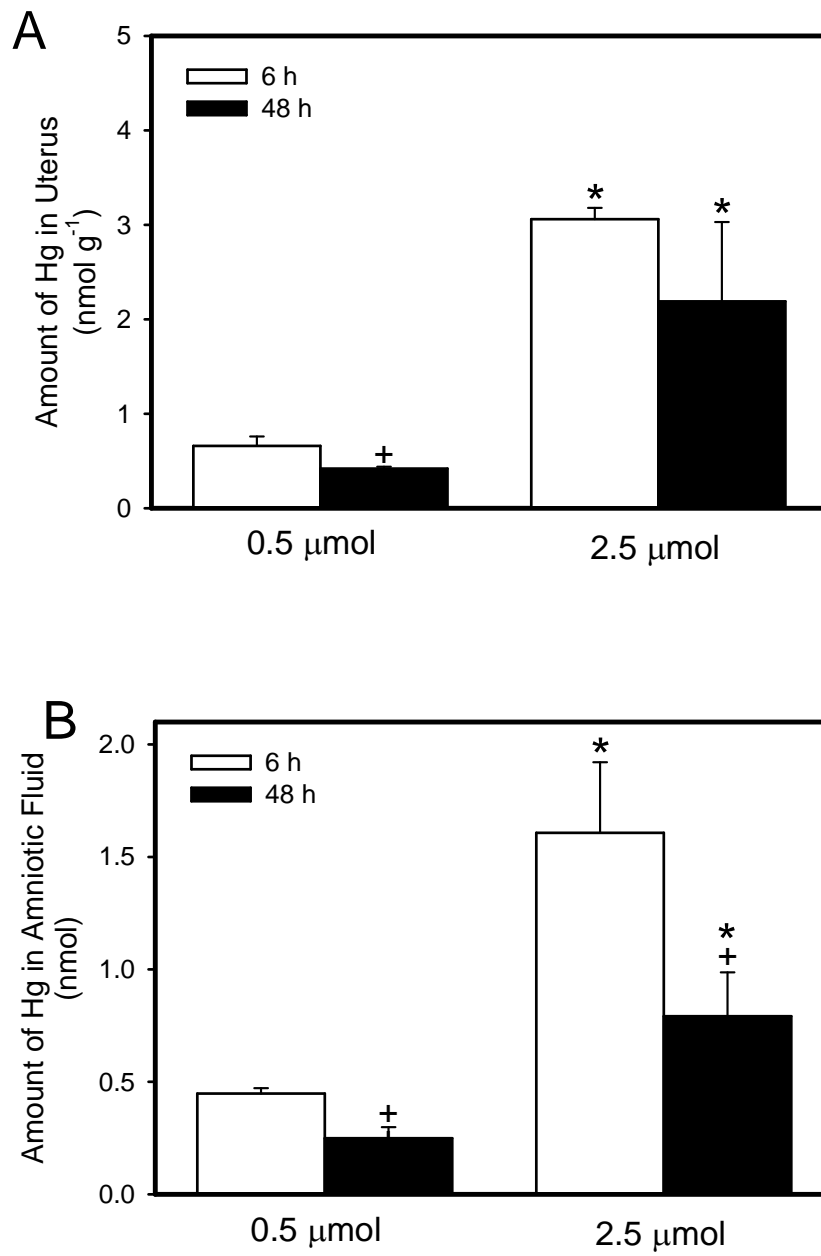 A
5
4
3
2
1
0
Amount of Hg in Uterus
(nmol g-1)
6 h
48 h
*
*
+
0.5 μmol
2.5 μmol
B
2.0
1.5
1.0
0.5
0.0
Amount of Hg in Amniotic Fluid
(nmol)
6 h
48 h
*
*
+
+
0.5 μmol
2.5 μmol